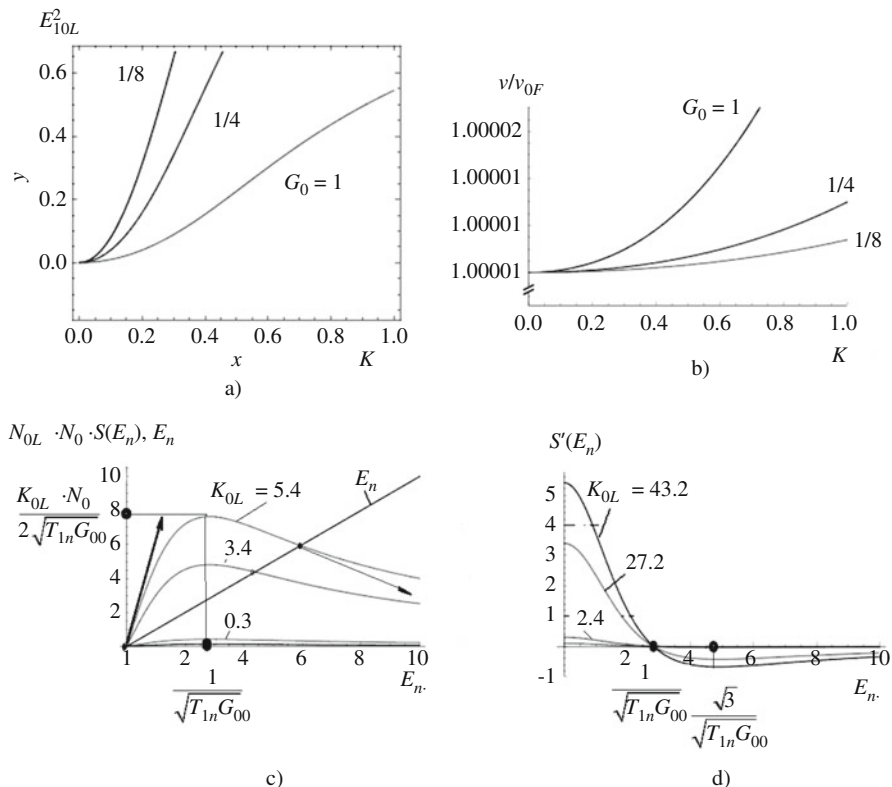 E²₁₀L
0.6
1/8
0.4
1/4
y
G₀ = 1
0.2
0.0
0.0 0.2 0.4 0.6 0.8 1.0
x K
a)
v/v₀F
1.00002
G₀ = 1
1.00001
1.00001
1/4
1.00001
1/8
0.0 0.2 0.4 0.6 0.8 1.0
K
b)
N₀L ·N₀ ·S(Eₙ), Eₙ
10
K₀L ·N₀
2√T₁ₙG₀₀
8
6
4
2
K₀L = 5.4
Eₙ
3.4
0.3
1 2 4 6 8 10
1
√T₁ₙG₀₀
Eₙ.
c)
S′(Eₙ)
5
4
3
2
1
-1
K₀L = 43.2
27.2
2.4
2 4 6 8 10
1
√T₁ₙG₀₀
√3
√T₁ₙG₀₀
Eₙ.
d)